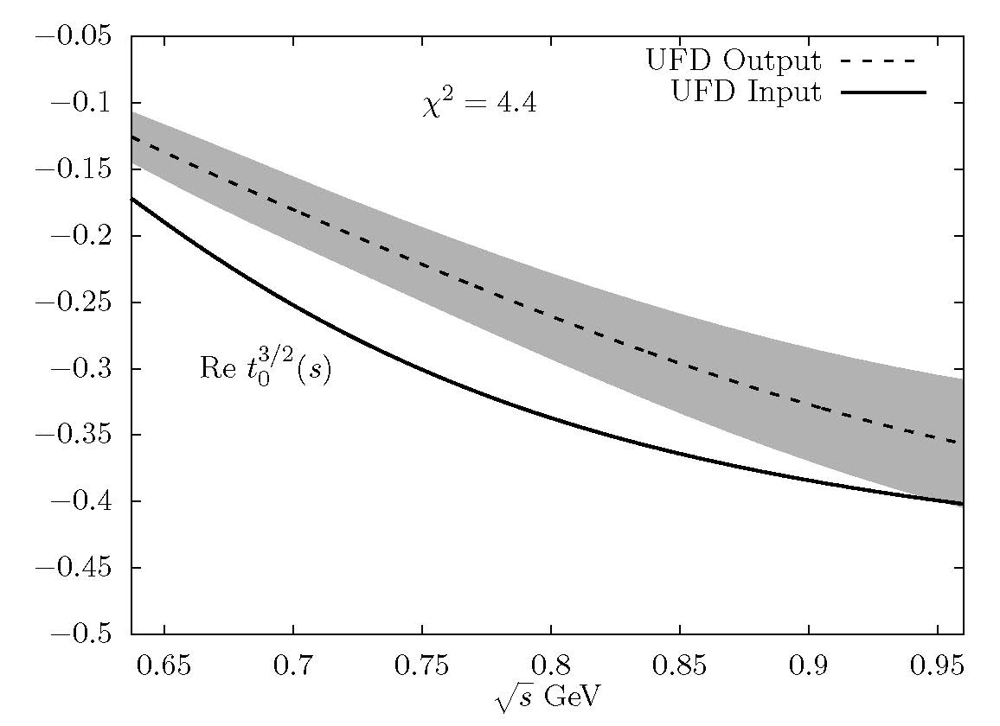 −0.05
−0.1
−0.15
−0.2
−0.25
−0.3
−0.35
−0.4
−0.45
−0.5
UFD Output
UFD Input
χ² = 4.4
Re t₀^{3/2}(s)
0.65 0.7 0.75 0.8 0.85 0.9 0.95
√s GeV